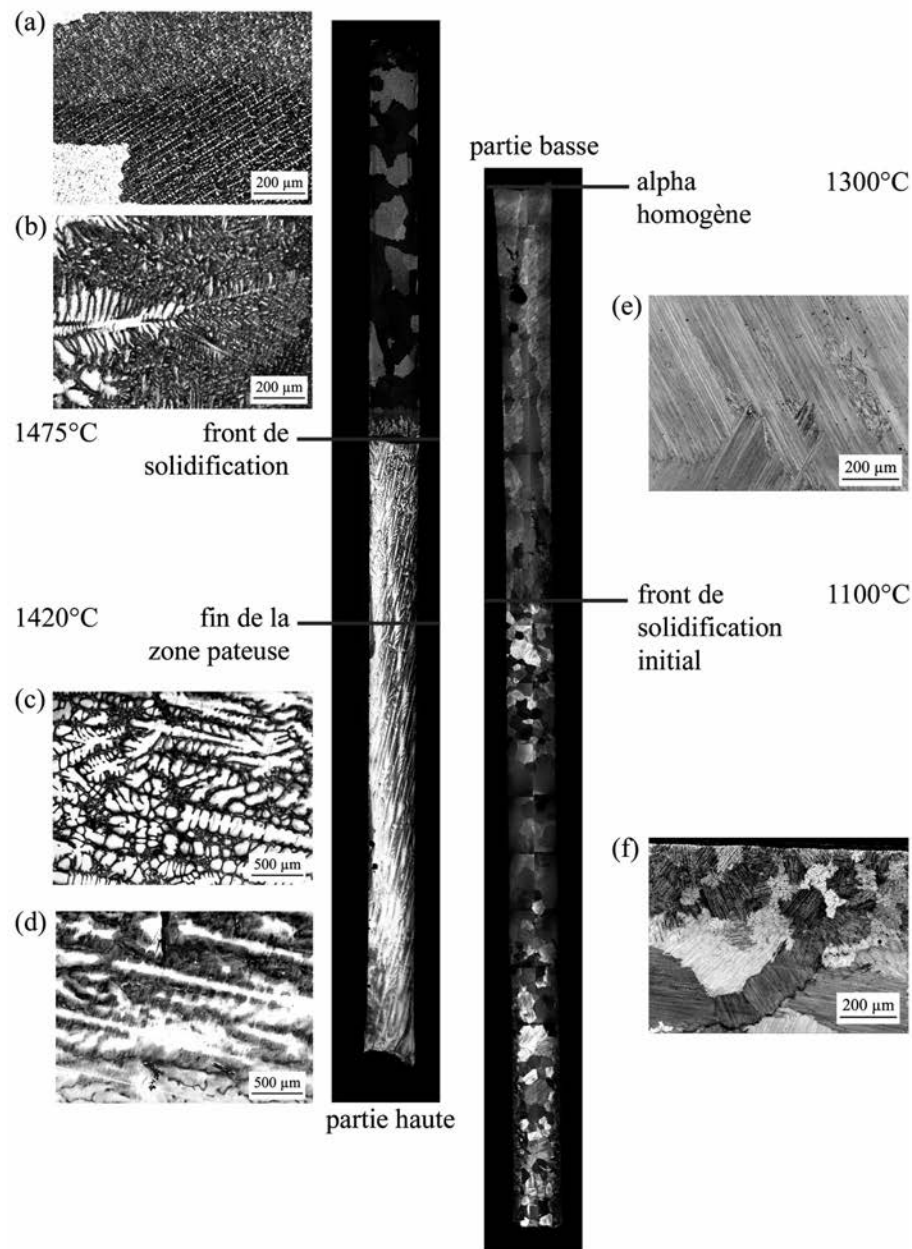 (a)
200 µm
(b)
200 µm
1475°C
front de
solidification
1420°C
fin de la
zone pateuse
(c)
500 µm
(d)
500 µm
partie haute
partie basse
alpha
homogène
1300°C
(e)
200 µm
front de
solidification
initial
1100°C
(f)
200 µm